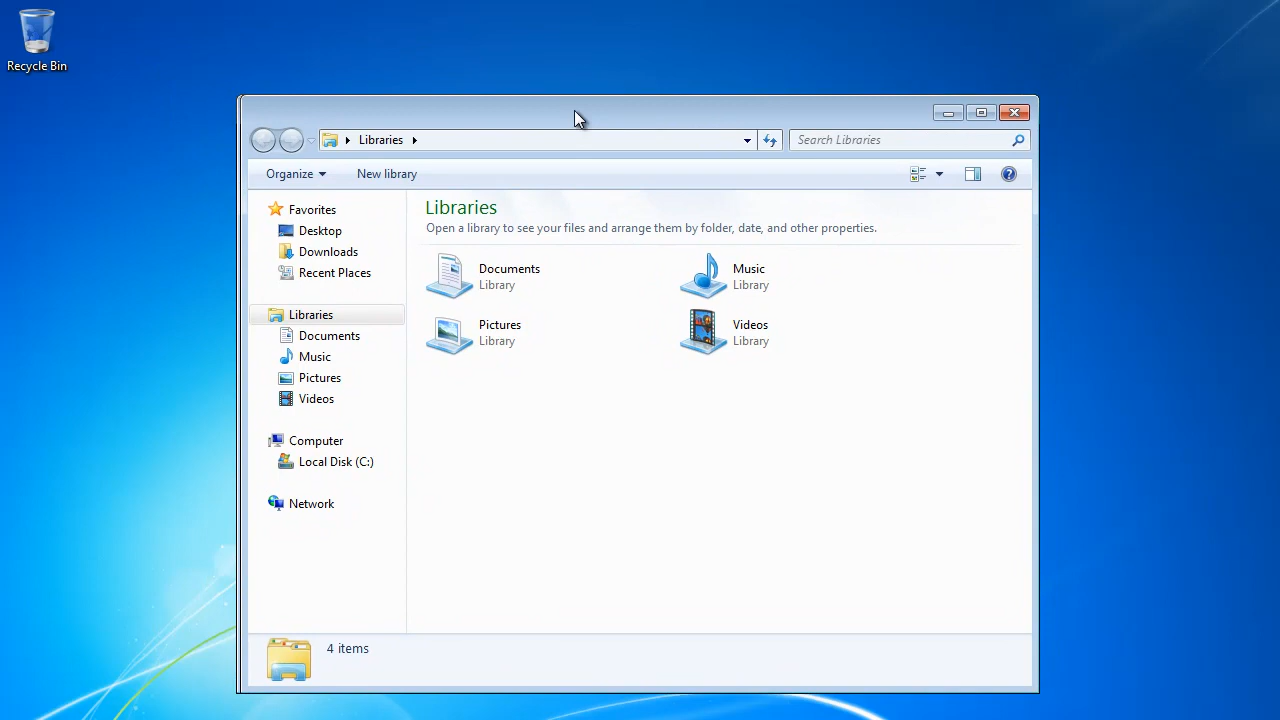 Recycle Bin
Libraries
Search Libraries
Organize
New library
Favorites
Desktop
Downloads
Recent Places
Libraries
Documents
Music
Pictures
Videos
Computer
Local Disk (C:)
Network
Libraries
Open a library to see your files and arrange them by folder, date, and other properties.
Documents
Library
Music
Library
Pictures
Library
Videos
Library
4 items